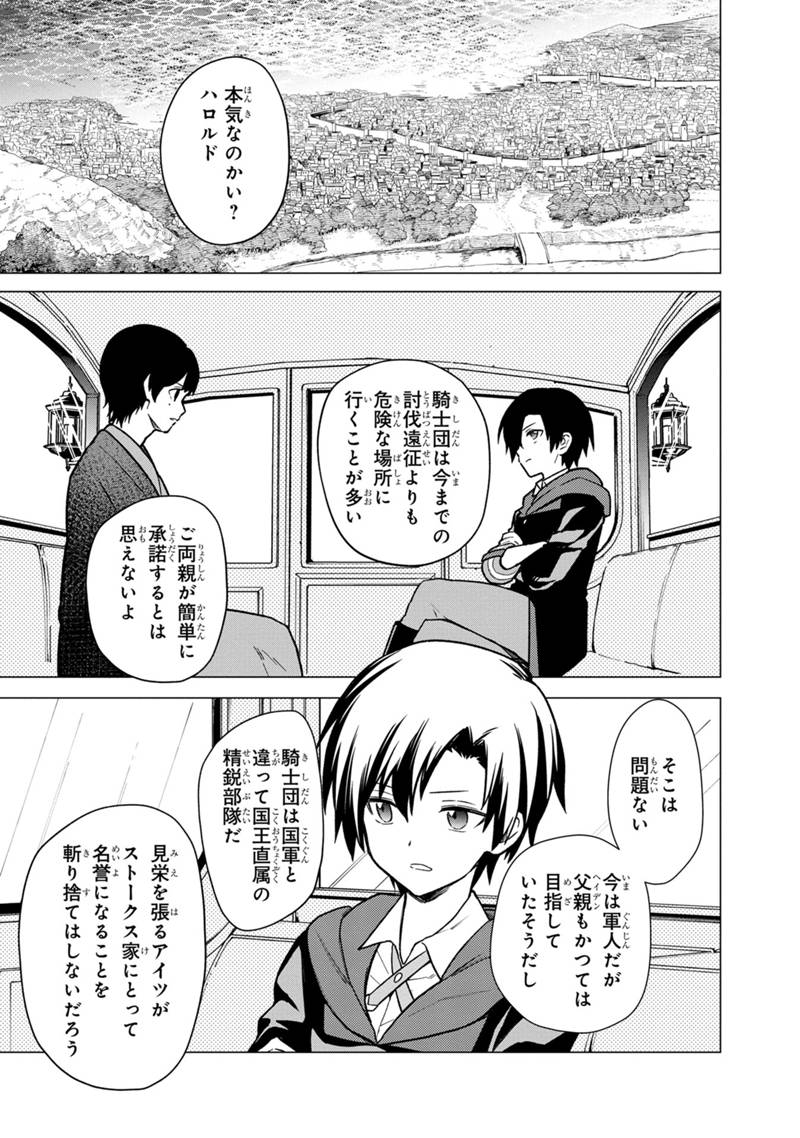 本気なのかい?
ハロルド
騎士団は今までの
討伐遠征よりも
危険な場所に
行くことが多い
ご両親が簡単に
承諾するとは
思えないよ
そこは
問題ない
今は軍人だが
父親もかつては
目指して
いたそうだし
騎士団は国軍と
違って国王直属の
精鋭部隊だ
見栄を張るアイツが
ストークス家にとって
名誉になることを
斬り捨てはしないだろう